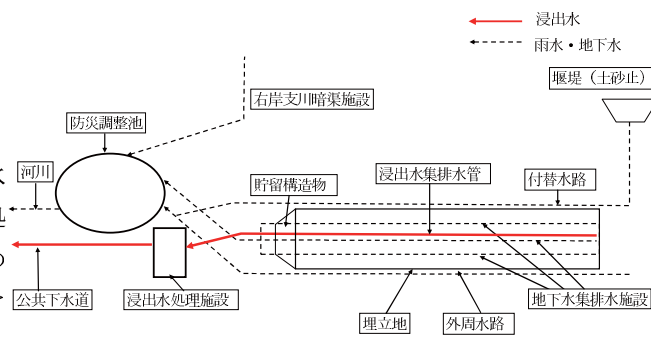 浸出水
雨水・地下水
堰堤（土砂止）
右岸支川暗渠施設
防災調整池
河川
貯留構造物
浸出水集排水管
付替水路
公共下水道
浸出水処理施設
地下水集排水施設
埋立地
外周水路